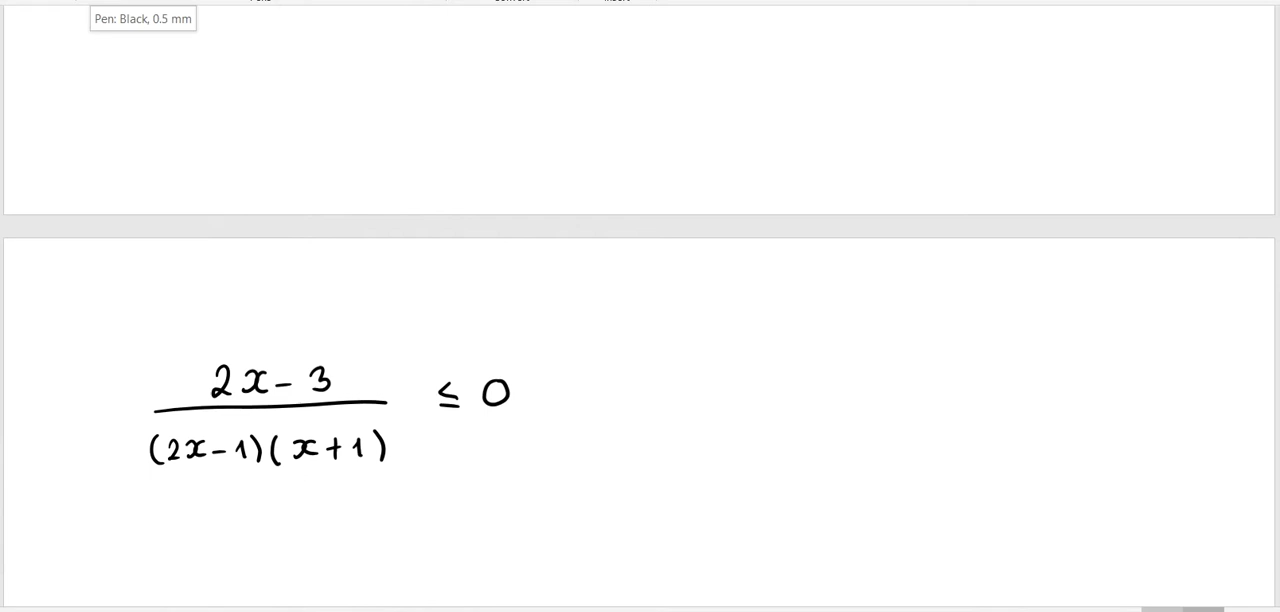 Pen: Black, 0.5 mm
2x - 3
≤ 0
(2x - 1)(x + 1)